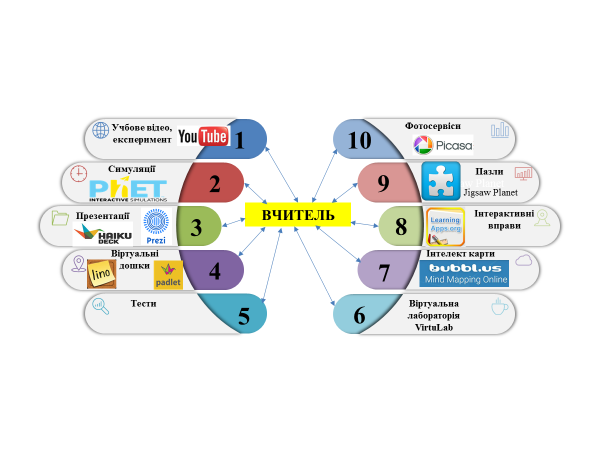 Учбове відео,
експеримент
YouTube
1
Симуляції
PhET
INTERACTIVE SIMULATIONS
2
Презентації
HAIKU
DECK
Prezi
3
Віртуальні
дошки
lino
padlet
4
Тести
5
ВЧИТЕЛЬ
10
Фотосервіси
Picasa
9
Пазли
Jigsaw Planet
8
Learning
Apps.org
Інтерактивні
вправи
7
Інтелект карти
bubbl.us
Mind Mapping Online
6
Віртуальна
лабораторія
VirtuLab